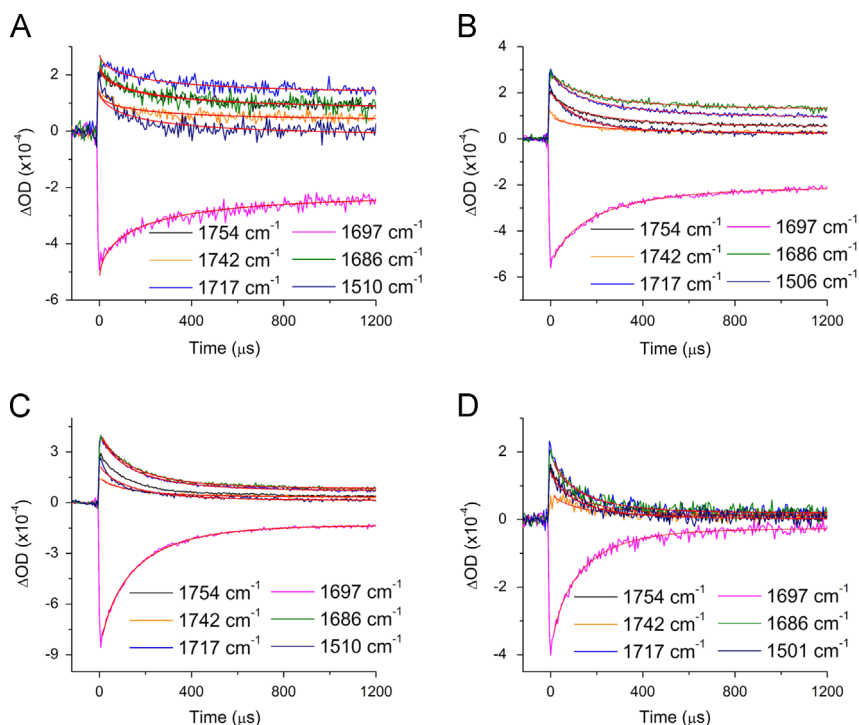 A
ΔOD (x10-4)
2
0
-2
-4
-6
1754 cm-1
1697 cm-1
1742 cm-1
1686 cm-1
1717 cm-1
1510 cm-1
0
400
800
1200
Time (μs)
B
ΔOD (x10-4)
4
2
0
-2
-4
-6
1754 cm-1
1697 cm-1
1742 cm-1
1686 cm-1
1717 cm-1
1506 cm-1
0
400
800
1200
Time (μs)
C
ΔOD (x10-4)
3
0
-3
-6
-9
1754 cm-1
1697 cm-1
1742 cm-1
1686 cm-1
1717 cm-1
1510 cm-1
0
400
800
1200
Time (μs)
D
ΔOD (x10-4)
2
0
-2
-4
1754 cm-1
1697 cm-1
1742 cm-1
1686 cm-1
1717 cm-1
1501 cm-1
0
400
800
1200
Time (μs)